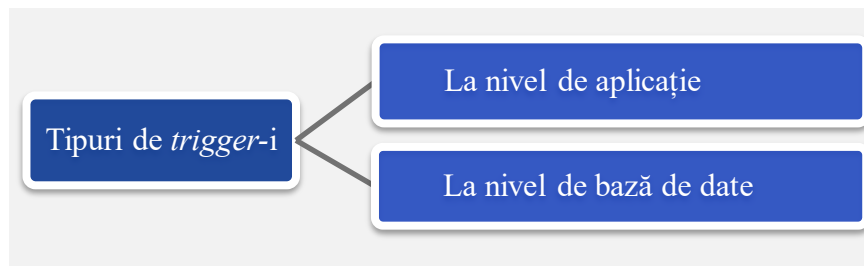 La nivel de aplicație
Tipuri de trigger-i
La nivel de bază de date